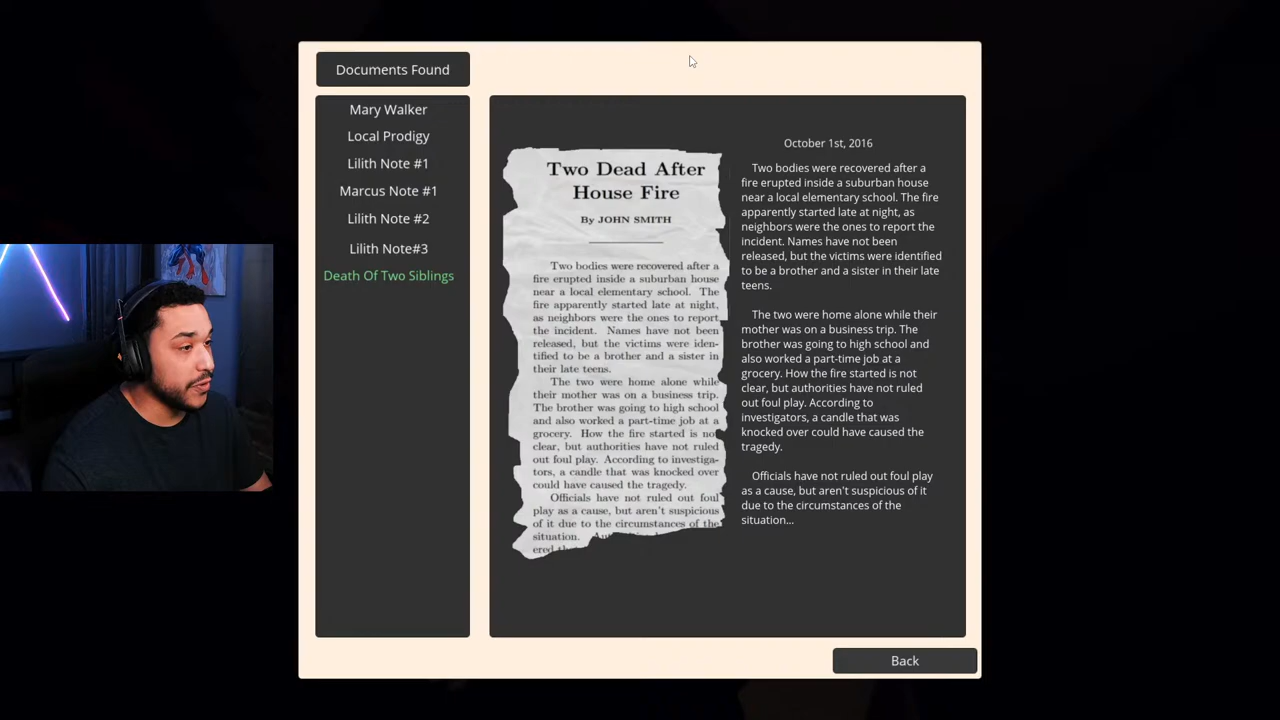 Documents Found
Mary Walker
Local Prodigy
Lilith Note #1
Marcus Note #1
Lilith Note #2
Lilith Note#3
Death Of Two Siblings
Two Dead After
House Fire
By JOHN SMITH
Two bodies were recovered after a
fire erupted inside a suburban house
near a local elementary school. The
fire apparently started late at night,
as neighbors were the ones to report
the incident. Names have not been
released, but the victims were iden-
tified to be a brother and a sister in
their late teens.
The two were home alone while
their mother was on a business trip.
The brother was going to high school
and also worked a part-time job at a
grocery. How the fire started is not
clear, but authorities have not ruled
out foul play. According to investiga-
tors, a candle that was knocked over
could have caused the tragedy.
Officials have not ruled out foul
play as a cause, but aren't suspicious
of it due to the circumstances of the
situation.
ered
October 1st, 2016
Two bodies were recovered after a
fire erupted inside a suburban house
near a local elementary school. The fire
apparently started late at night, as
neighbors were the ones to report the
incident. Names have not been
released, but the victims were identified
to be a brother and a sister in their late
teens.
The two were home alone while their
mother was on a business trip. The
brother was going to high school and
also worked a part-time job at a
grocery. How the fire started is not
clear, but authorities have not ruled
out foul play. According to
investigators, a candle that was
knocked over could have caused the
tragedy.
Officials have not ruled out foul play
as a cause, but aren't suspicious of it
due to the circumstances of the
situation...
Back